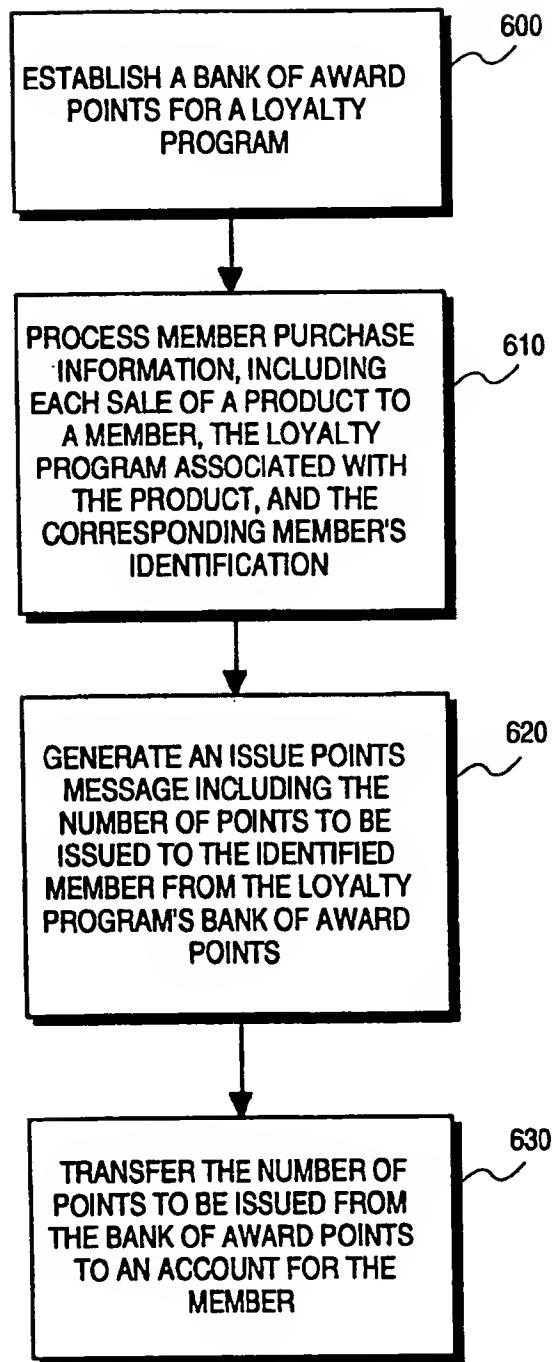 600
ESTABLISH A BANK OF AWARD
POINTS FOR A LOYALTY
PROGRAM
610
PROCESS MEMBER PURCHASE
INFORMATION, INCLUDING
EACH SALE OF A PRODUCT TO
A MEMBER, THE LOYALTY
PROGRAM ASSOCIATED WITH
THE PRODUCT, AND THE
CORRESPONDING MEMBER'S
IDENTIFICATION
620
GENERATE AN ISSUE POINTS
MESSAGE INCLUDING THE
NUMBER OF POINTS TO BE
ISSUED TO THE IDENTIFIED
MEMBER FROM THE LOYALTY
PROGRAM'S BANK OF AWARD
POINTS
630
TRANSFER THE NUMBER OF
POINTS TO BE ISSUED FROM
THE BANK OF AWARD POINTS
TO AN ACCOUNT FOR THE
MEMBER